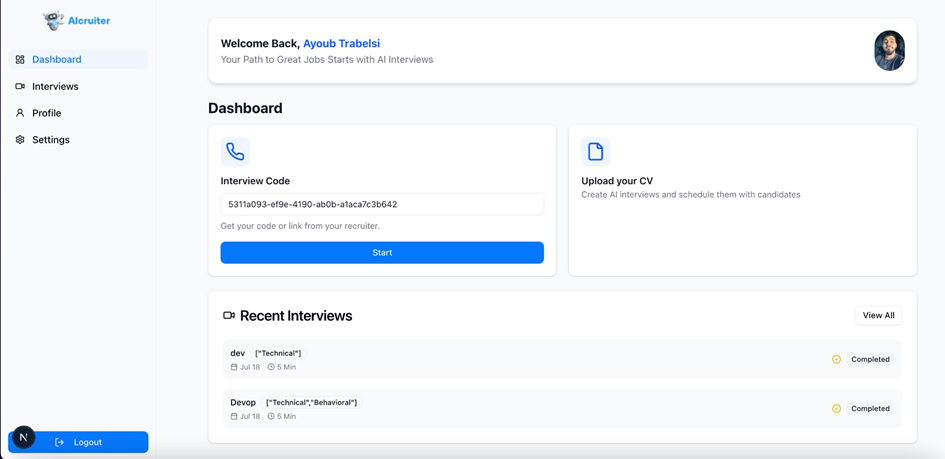 AIcruiter
Dashboard
Interviews
Profile
Settings
N
Logout
Welcome Back, Ayoub Trabelsi
Your Path to Great Jobs Starts with AI Interviews
Dashboard
Interview Code
5311a093-ef9e-4190-ab0b-a1aca7c3b642
Get your code or link from your recruiter.
Start
Upload your CV
Create AI interviews and schedule them with candidates
Recent Interviews
View All
dev ["Technical"]
Jul 18 5 Min
Completed
Devop ["Technical","Behavioral"]
Jul 18 5 Min
Completed